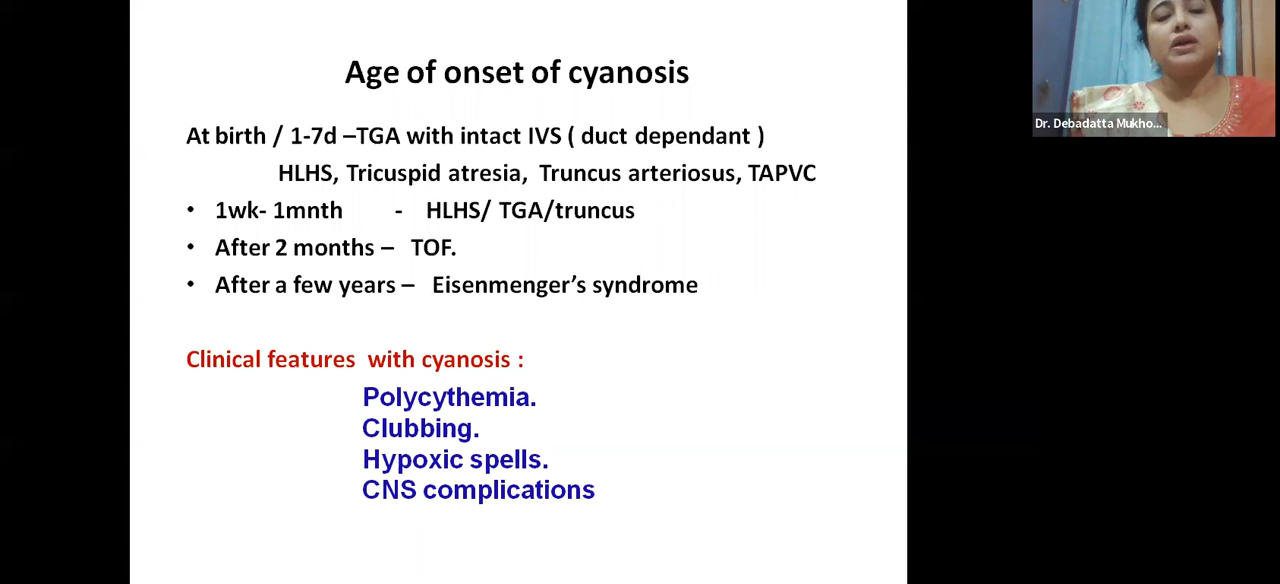 Age of onset of cyanosis
At birth / 1-7d –TGA with intact IVS ( duct dependant )
HLHS, Tricuspid atresia, Truncus arteriosus, TAPVC
• 1wk- 1mnth - HLHS/ TGA/truncus
• After 2 months – TOF.
• After a few years – Eisenmenger’s syndrome
Clinical features with cyanosis :
Polycythemia.
Clubbing.
Hypoxic spells.
CNS complications
Dr. Debadatta Mukho...